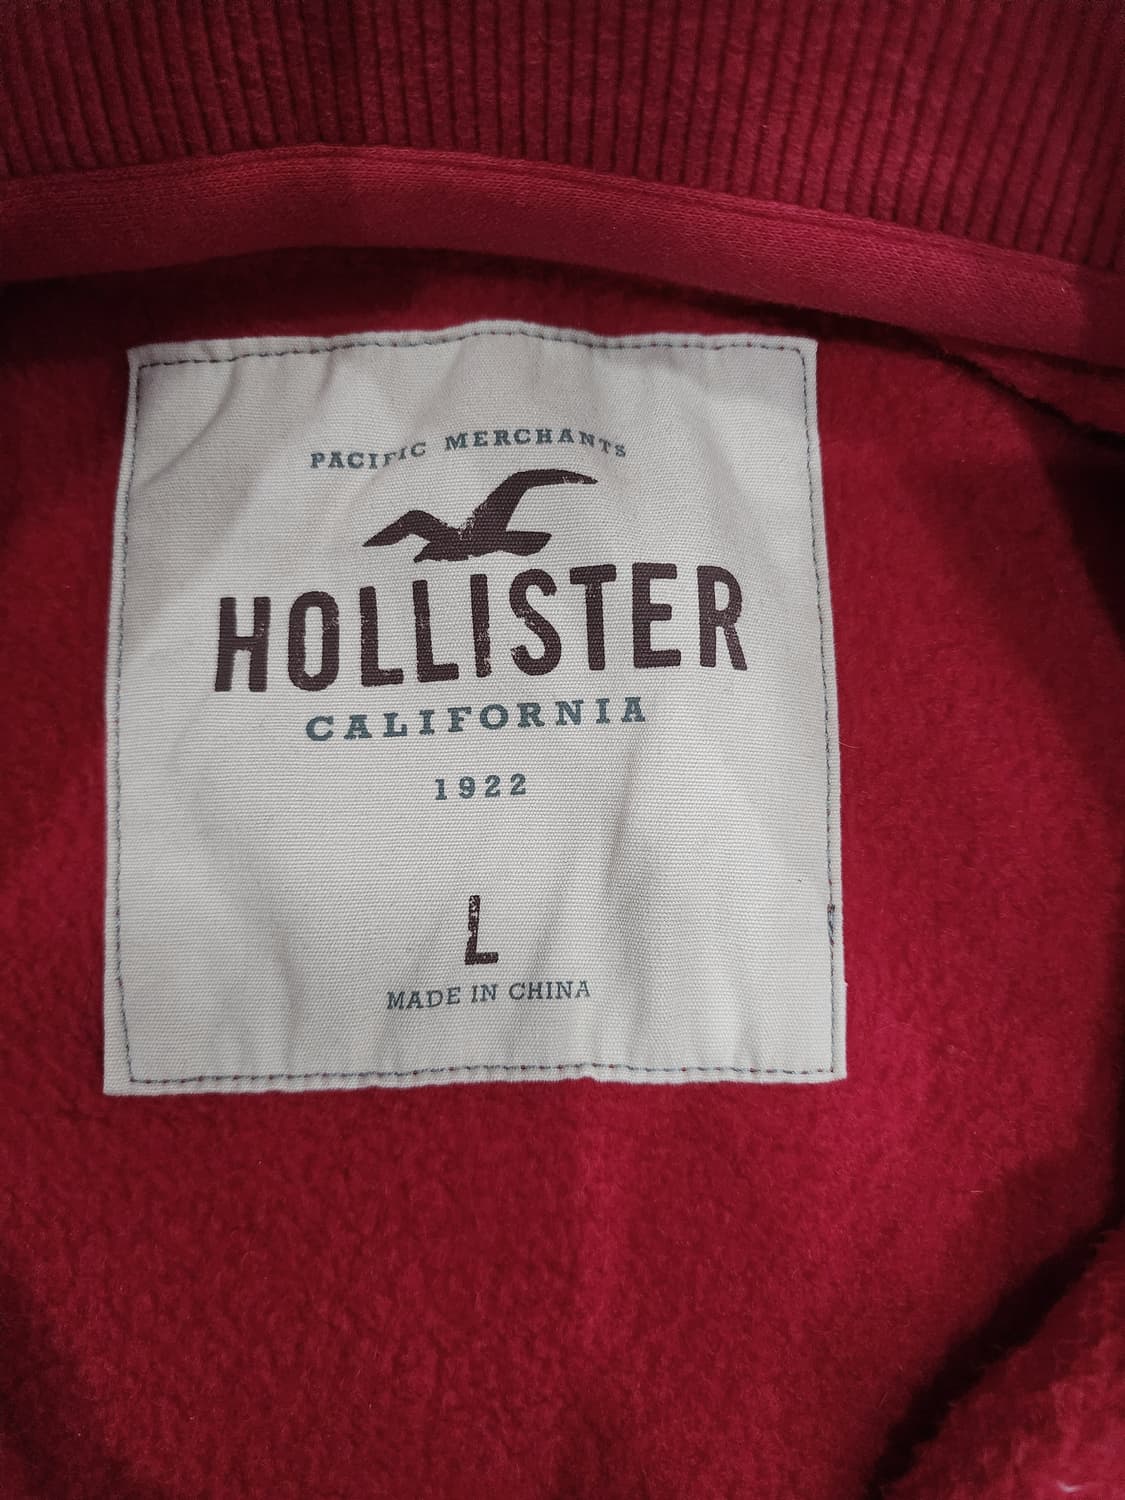 PACIFIC MERCHANTS
HOLLISTER
CALIFORNIA
1922
L
MADE IN CHINA